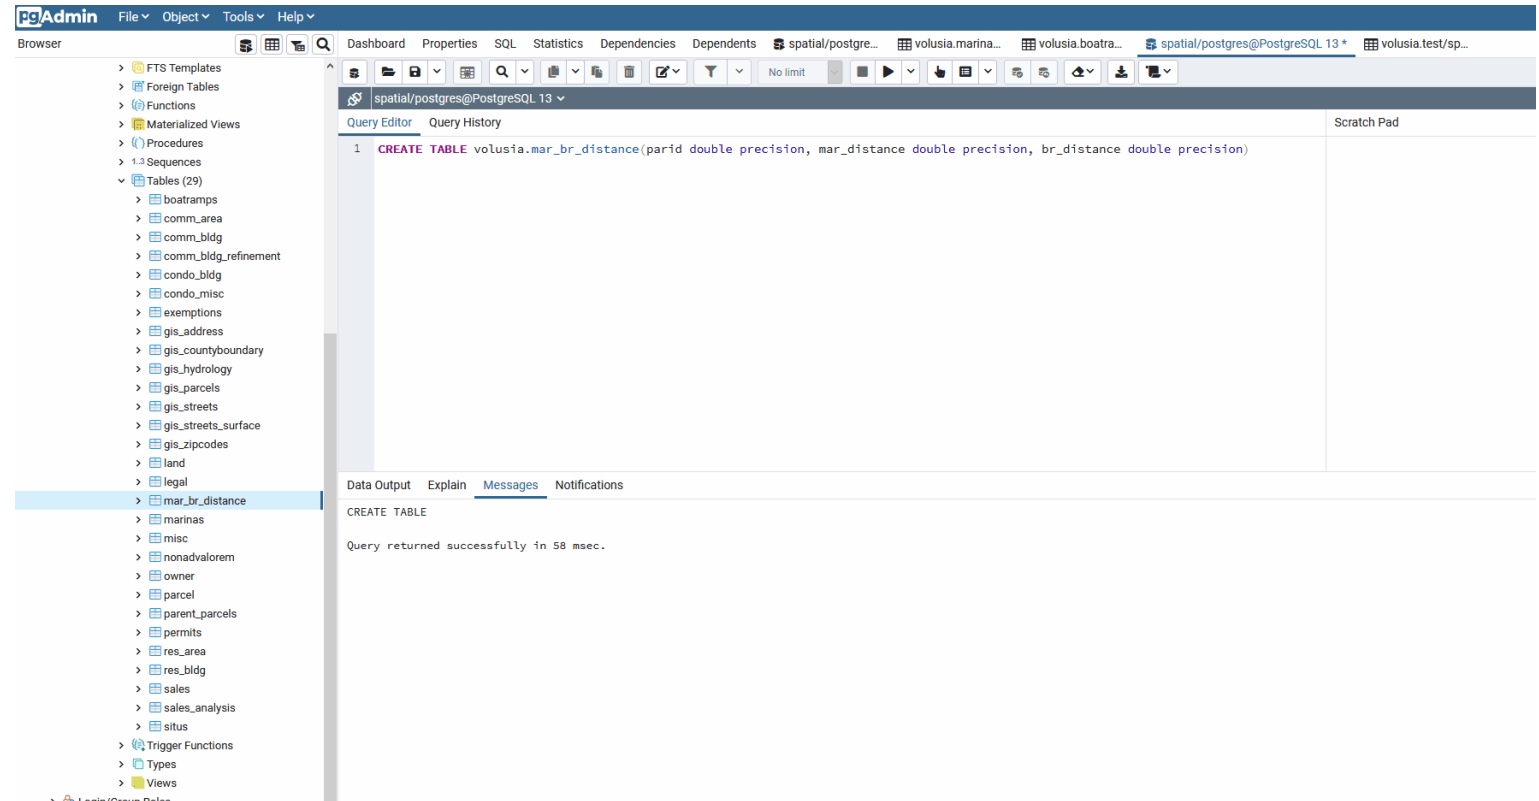 pgAdmin File Object Tools Help
Browser
Dashboard Properties SQL Statistics Dependencies Dependents spatial/postgre... volusia.marina... volusia.boatra... spatial/postgres@PostgreSQL 13 * volusia.test/sp...
FTS Templates
No limit
Foreign Tables
spatial/postgres@PostgreSQL 13
Functions
Query Editor Query History
Scratch Pad
Materialized Views
1 CREATE TABLE volusia.mar_br_distance(parid double precision, mar_distance double precision, br_distance double precision)
Procedures
1..3 Sequences
Tables (29)
boatramps
comm_area
comm_bldg
comm_bldg_refinement
condo_bldg
condo_misc
exemptions
gis_address
gis_countyboundary
gis_hydrology
gis_parcels
gis_streets
gis_streets_surface
gis_zipcodes
land
legal
mar_br_distance
marinas
misc
nonadvalorem
owner
parcel
parent_parcels
permits
res_area
res_bldg
sales
sales_analysis
situs
Trigger Functions
Types
Views
Login/Group Roles
Data Output Explain Messages Notifications
CREATE TABLE
Query returned successfully in 58 msec.